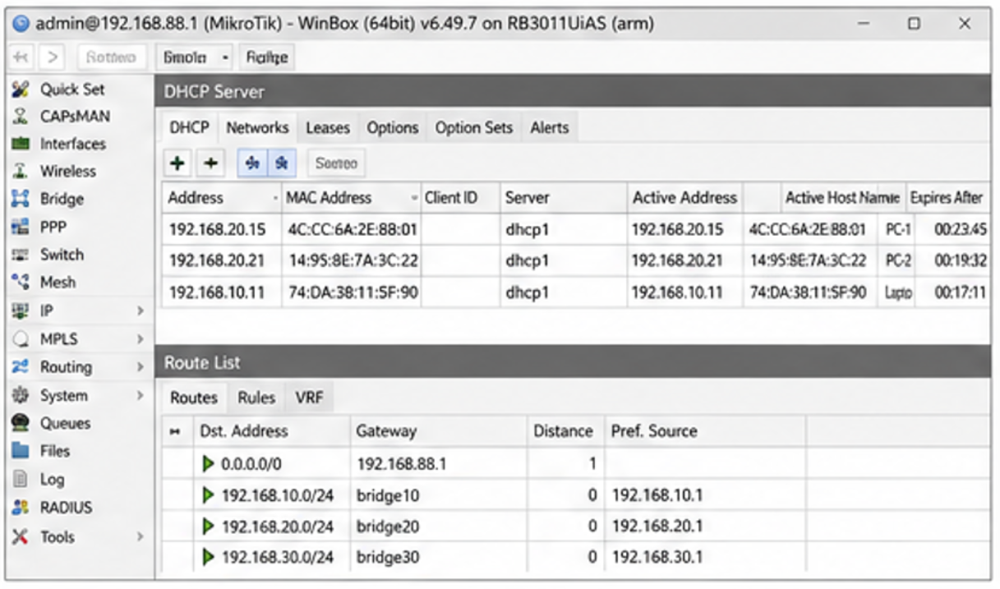 admin@192.168.88.1 (MikroTik) - WinBox (64bit) v6.49.7 on RB3011UiAS (arm)
Quick Set
CAPsMAN
Interfaces
Wireless
Bridge
PPP
Switch
Mesh
IP
MPLS
Routing
System
Queues
Files
Log
RADIUS
Tools
DHCP Server
DHCP Networks Leases Options Option Sets Alerts
Address MAC Address Client ID Server Active Address Active Host Expires After
192.168.20.15 4C:CC:6A:2E:88:01 dhcp1 192.168.20.15 4C:CC:6A:2E:88:01 PC-1 00:23:45
192.168.20.21 14:95:8E:7A:3C:22 dhcp1 192.168.20.21 14:95:8E:7A:3C:22 PC-2 00:19:32
192.168.10.11 74:DA:38:11:5F:90 dhcp1 192.168.10.11 74:DA:38:11:5F:90 00:17:11
Route List
Routes Rules VRF
Dst. Address Gateway Distance Pref. Source
0.0.0.0/0 192.168.88.1 1
192.168.10.0/24 bridge10 0 192.168.10.1
192.168.20.0/24 bridge20 0 192.168.20.1
192.168.30.0/24 bridge30 0 192.168.30.1